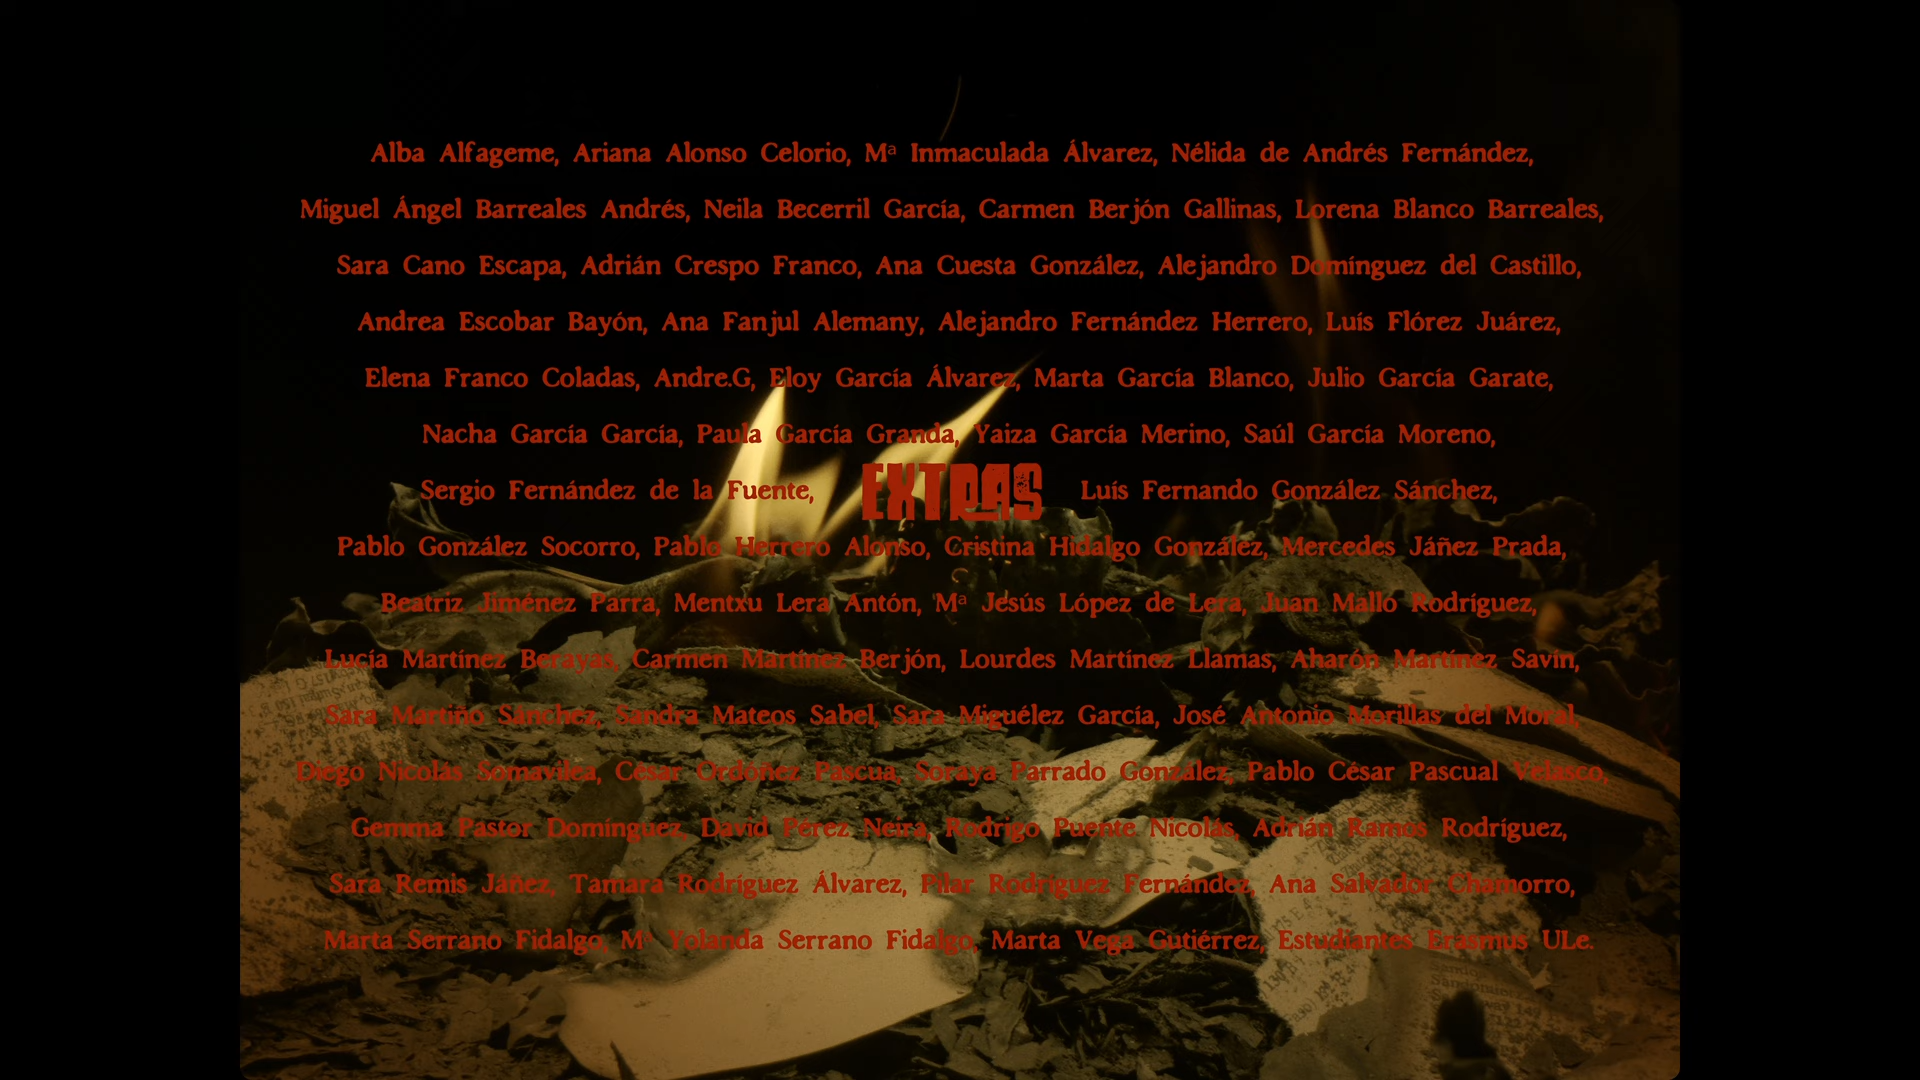 Alba Alfageme, Ariana Alonso Celorio, Mª Inmaculada Álvarez, Nélida de Andrés Fernández,
Miguel Ángel Barreales Andrés, Neila Becerril García, Carmen Berjón Gallinas, Lorena Blanco Barreales,
Sara Cano Escapa, Adrián Crespo Franco, Ana Cuesta González, Alejandro Domínguez del Castillo,
Andrea Escobar Bayón, Ana Fanjul Alemany, Alejandro Fernández Herrero, Luís Flórez Juárez,
Elena Franco Coladas, Andre.G, Eloy García Álvarez, Marta García Blanco, Julio García Garate,
Nacha García García, Paula García Granda, Yaiza García Merino, Saúl García Moreno,
Sergio Fernández de la Fuente, EXTRAS Luís Fernando González Sánchez,
Pablo González Socorro, Pablo Herrero Alonso, Cristina Hidalgo González, Mercedes Jáñez Prada,
Beatriz Jiménez Parra, Mentxu Lera Antón, Mª Jesús López de Lera, Juan Mallo Rodríguez,
Lucía Martínez Berayas, Carmen Martínez Berjón, Lourdes Martínez Llamas, Aharón Martínez Savín,
Sara Martiño Sánchez, Sandra Mateos Sabel, Sara Miguélez García, José Antonio Morillas del Moral,
Diego Nicolás Somavilea, César Ordóñez Pascua, Soraya Parrado González, Pablo César Pascual Velasco,
Gemma Pastor Domínguez, David Pérez Neira, Rodrigo Puente Nicolás, Adrián Ramos Rodríguez,
Sara Remis Jáñez, Tamara Rodríguez Álvarez, Pilar Rodríguez Fernández, Ana Salvador Chamorro,
Marta Serrano Fidalgo, Mª Yolanda Serrano Fidalgo, Marta Vega Gutiérrez, Estudiantes Erasmus ULe.